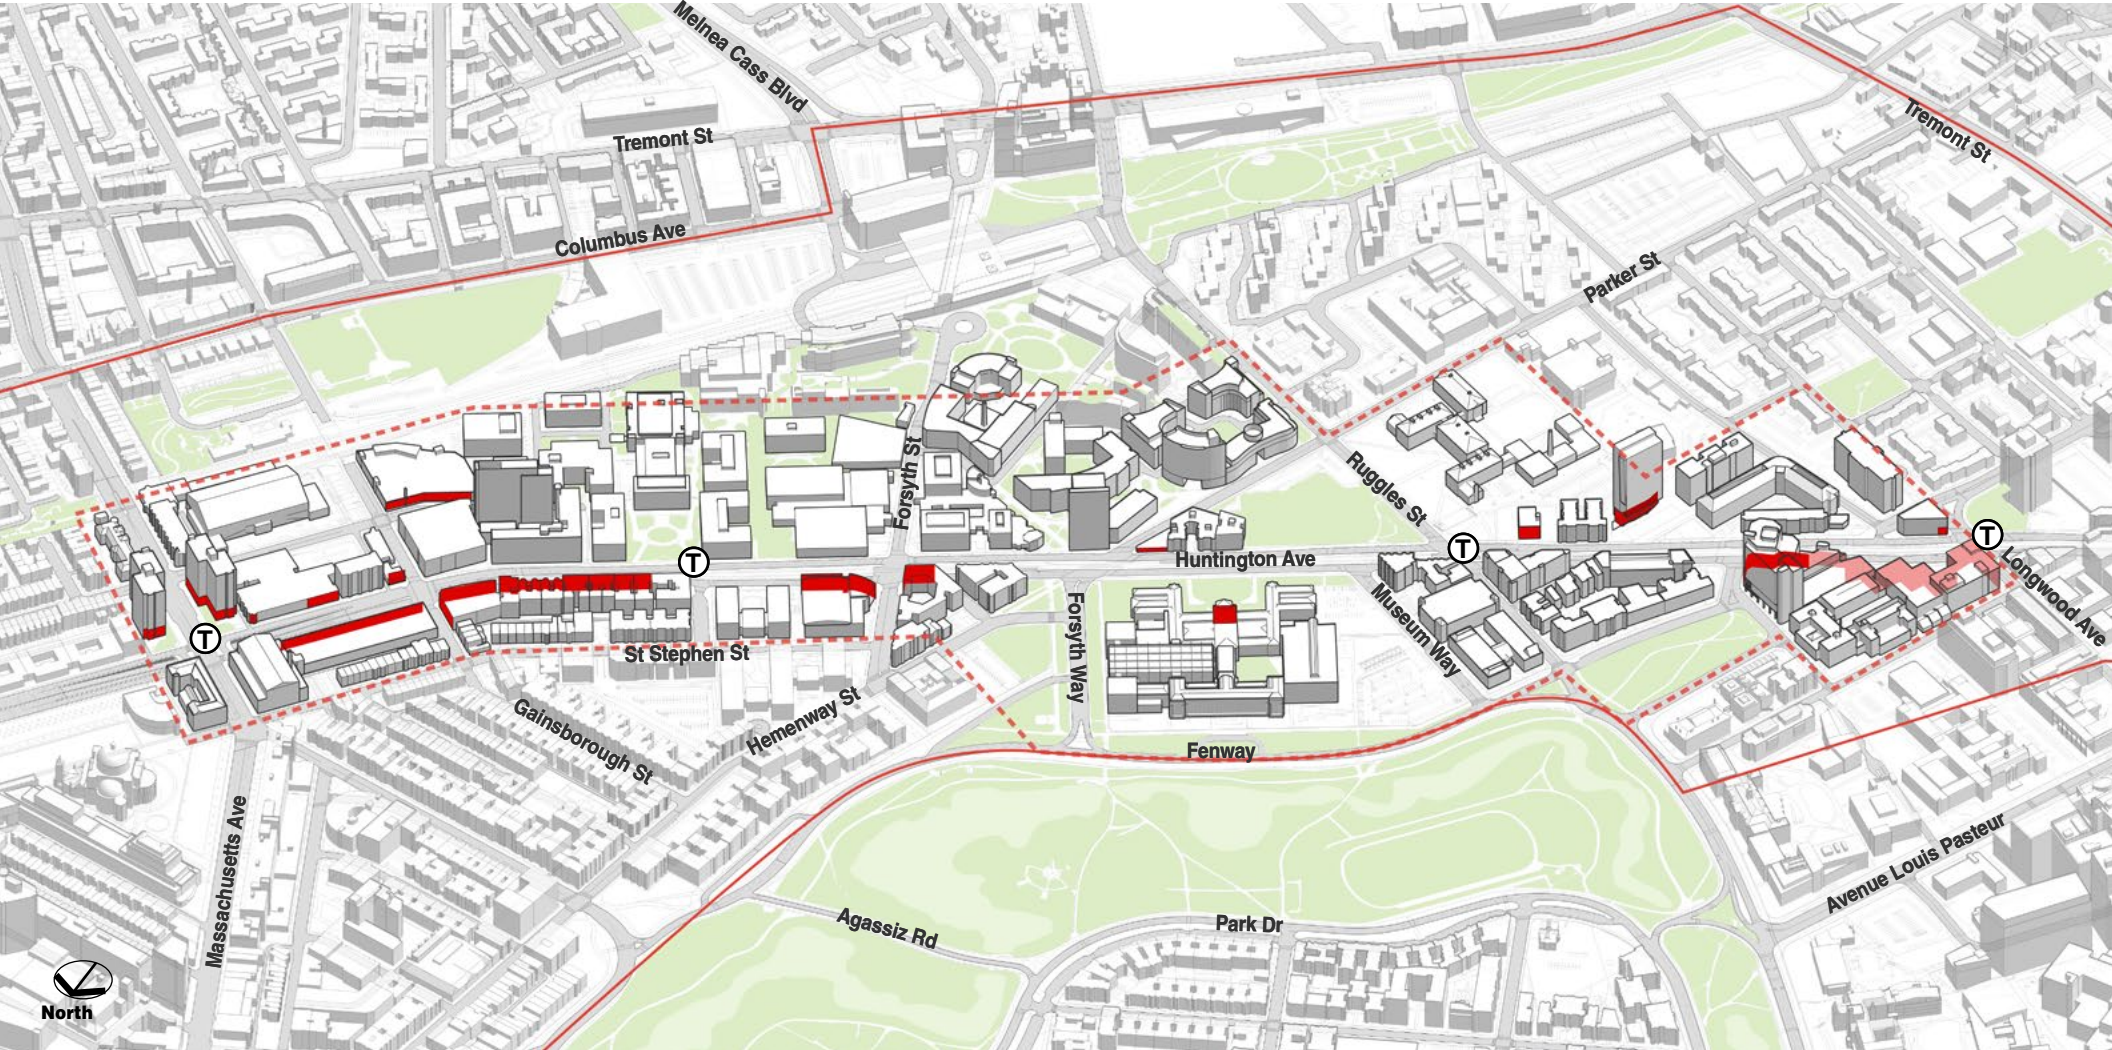 Melnea Cass Blvd
Tremont St
Tremont St
Columbus Ave
Parker St
Forsyth St
Ruggles St
T
T
T
Huntington Ave
Longwood Ave
T
Museum Way
Forsyth Way
St Stephen St
Gainsborough St
Hemenway St
Fenway
Massachusetts Ave
Avenue Louis Pasteur
Agassiz Rd
Park Dr
North